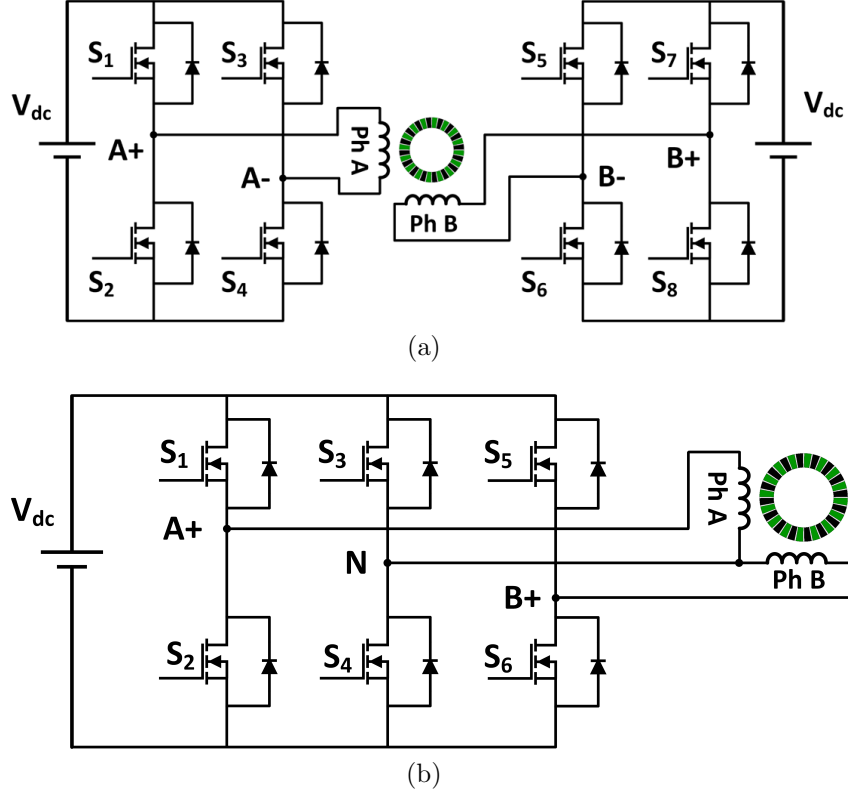 S1 S3 S5 S7
Vdc Vdc
Ph A
A+ B+
A- B-
Ph B
S2 S4 S6 S8
(a)
S1 S3 S5
Ph A
Vdc
A+
N
Ph B
B+
S2 S4 S6
(b)